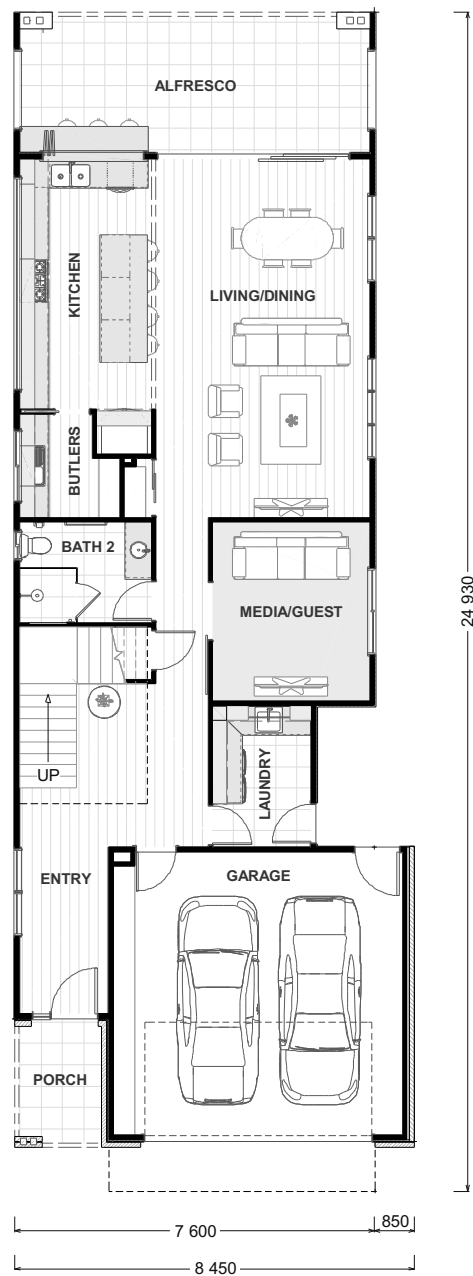 ALFRESCO
KITCHEN
LIVING/DINING
BUTLERS
BATH 2
MEDIA/GUEST
24 930
UP
LAUNDRY
ENTRY
GARAGE
PORCH
7 600
850
8 450